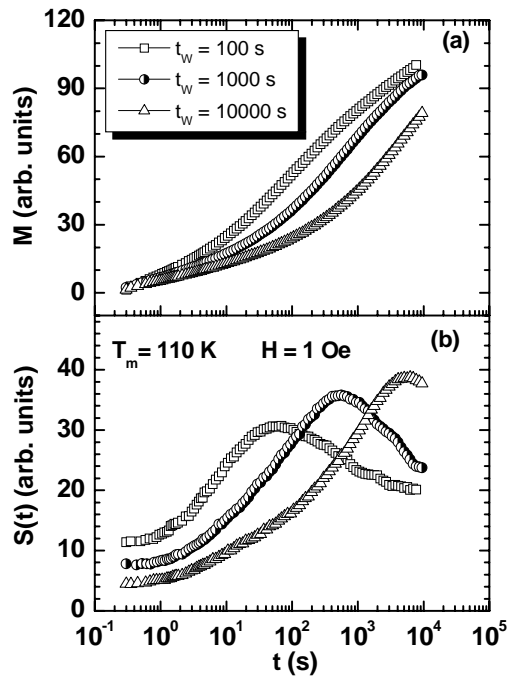 (a)
t_W = 100 s
t_W = 1000 s
t_W = 10000 s
120
90
60
30
0
M (arb. units)
(b)
T_m = 110 K H = 1 Oe
40
30
20
10
0
S(t) (arb. units)
10^-1 10^0 10^1 10^2 10^3 10^4 10^5
t (s)